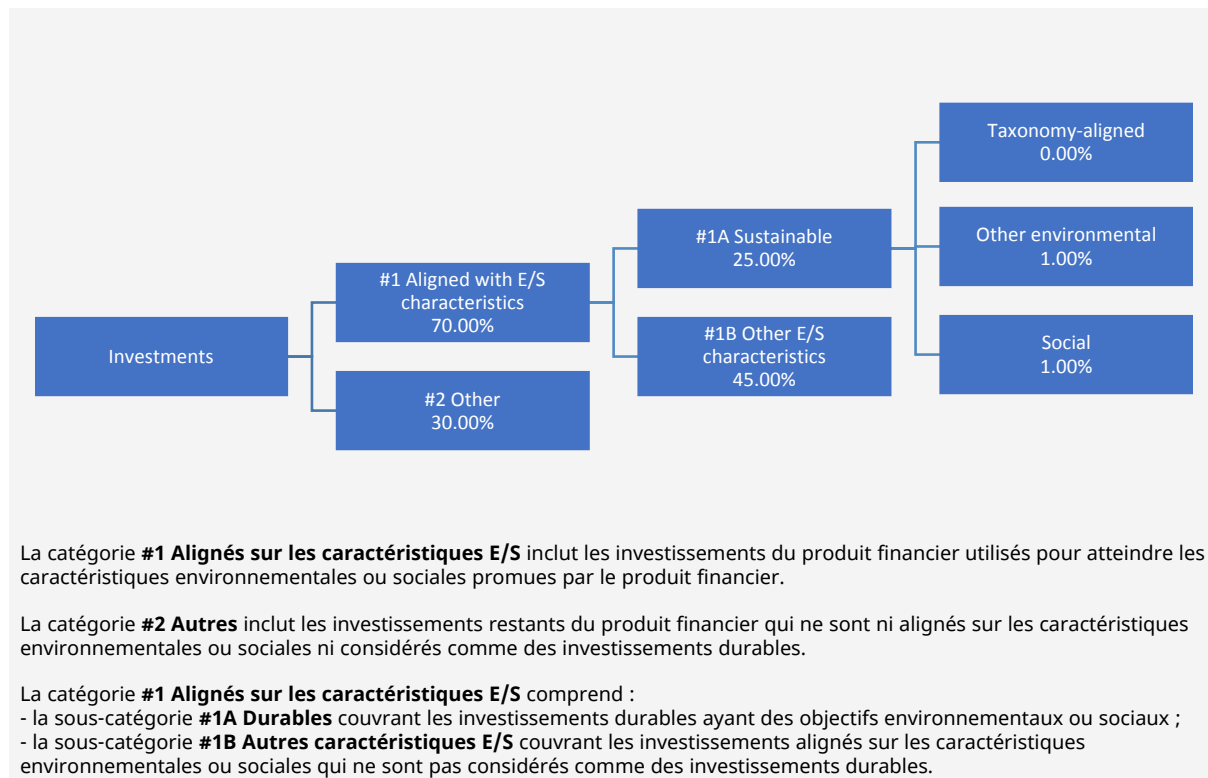 Taxonomy-aligned
0.00%
#1A Sustainable
25.00%
Other environmental
1.00%
#1 Aligned with E/S
characteristics
70.00%
Investments
#1B Other E/S
characteristics
45.00%
Social
1.00%
#2 Other
30.00%
La catégorie #1 Alignés sur les caractéristiques E/S inclut les investissements du produit financier utilisés pour atteindre les
caractéristiques environnementales ou sociales promues par le produit financier.
La catégorie #2 Autres inclut les investissements restants du produit financier qui ne sont ni alignés sur les caractéristiques
environnementales ou sociales ni considérés comme des investissements durables.
La catégorie #1 Alignés sur les caractéristiques E/S comprend :
- la sous-catégorie #1A Durables couvrant les investissements durables ayant des objectifs environnementaux ou sociaux ;
- la sous-catégorie #1B Autres caractéristiques E/S couvrant les investissements alignés sur les caractéristiques
environnementales ou sociales qui ne sont pas considérés comme des investissements durables.